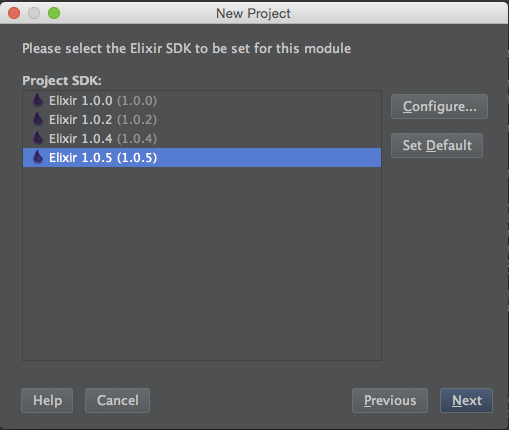 New Project
Please select the Elixir SDK to be set for this module
Project SDK:
Elixir 1.0.0 (1.0.0)
Elixir 1.0.2 (1.0.2)
Elixir 1.0.4 (1.0.4)
Elixir 1.0.5 (1.0.5)
Configure...
Set Default
Help
Cancel
Previous
Next